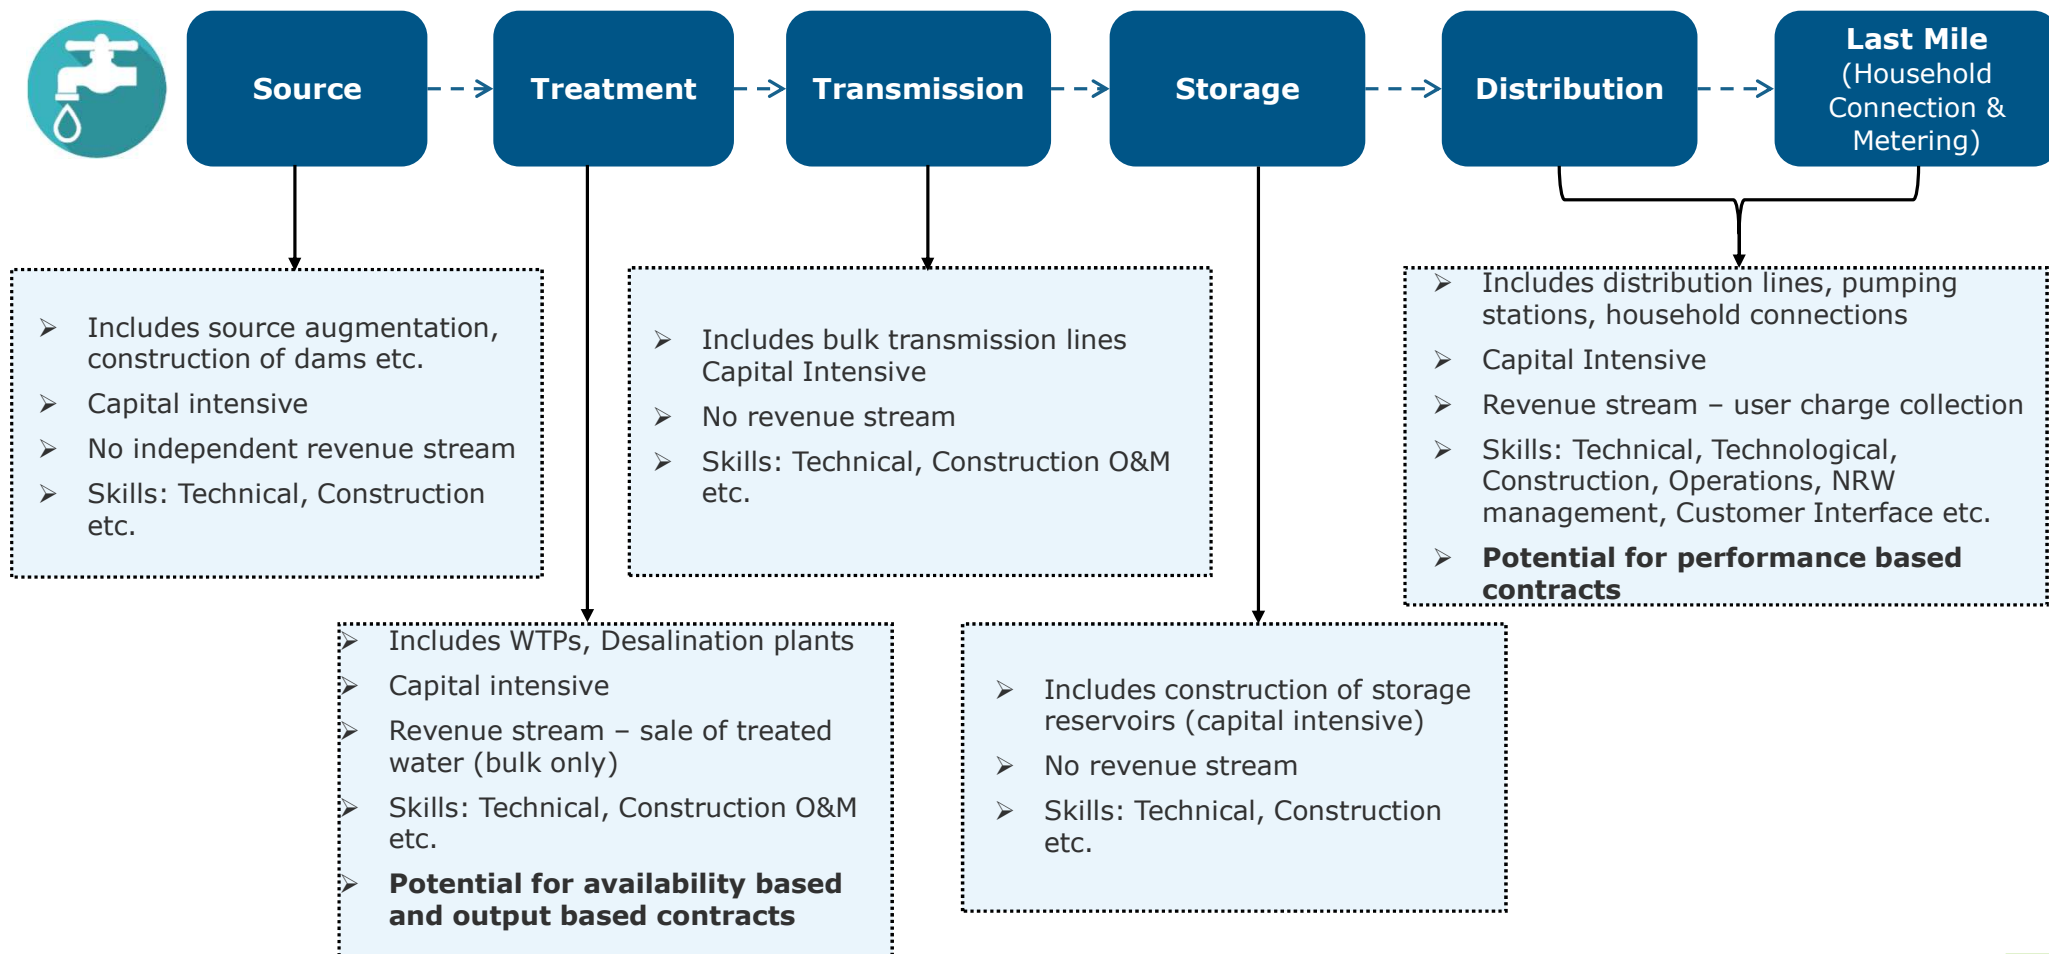 Source
Treatment
Transmission
Storage
Distribution
Last Mile
(Household
Connection &
Metering)
➢ Includes source augmentation,
construction of dams etc.
➢ Capital intensive
➢ No independent revenue stream
➢ Skills: Technical, Construction
etc.
➢ Includes bulk transmission lines
Capital Intensive
➢ No revenue stream
➢ Skills: Technical, Construction O&M
etc.
➢ Includes distribution lines, pumping
stations, household connections
➢ Capital Intensive
➢ Revenue stream – user charge collection
➢ Skills: Technical, Technological,
Construction, Operations, NRW
management, Customer Interface etc.
➢ Potential for performance based
contracts
➢ Includes WTPs, Desalination plants
➢ Capital intensive
➢ Revenue stream – sale of treated
water (bulk only)
➢ Skills: Technical, Construction O&M
etc.
➢ Potential for availability based
and output based contracts
➢ Includes construction of storage
reservoirs (capital intensive)
➢ No revenue stream
➢ Skills: Technical, Construction
etc.